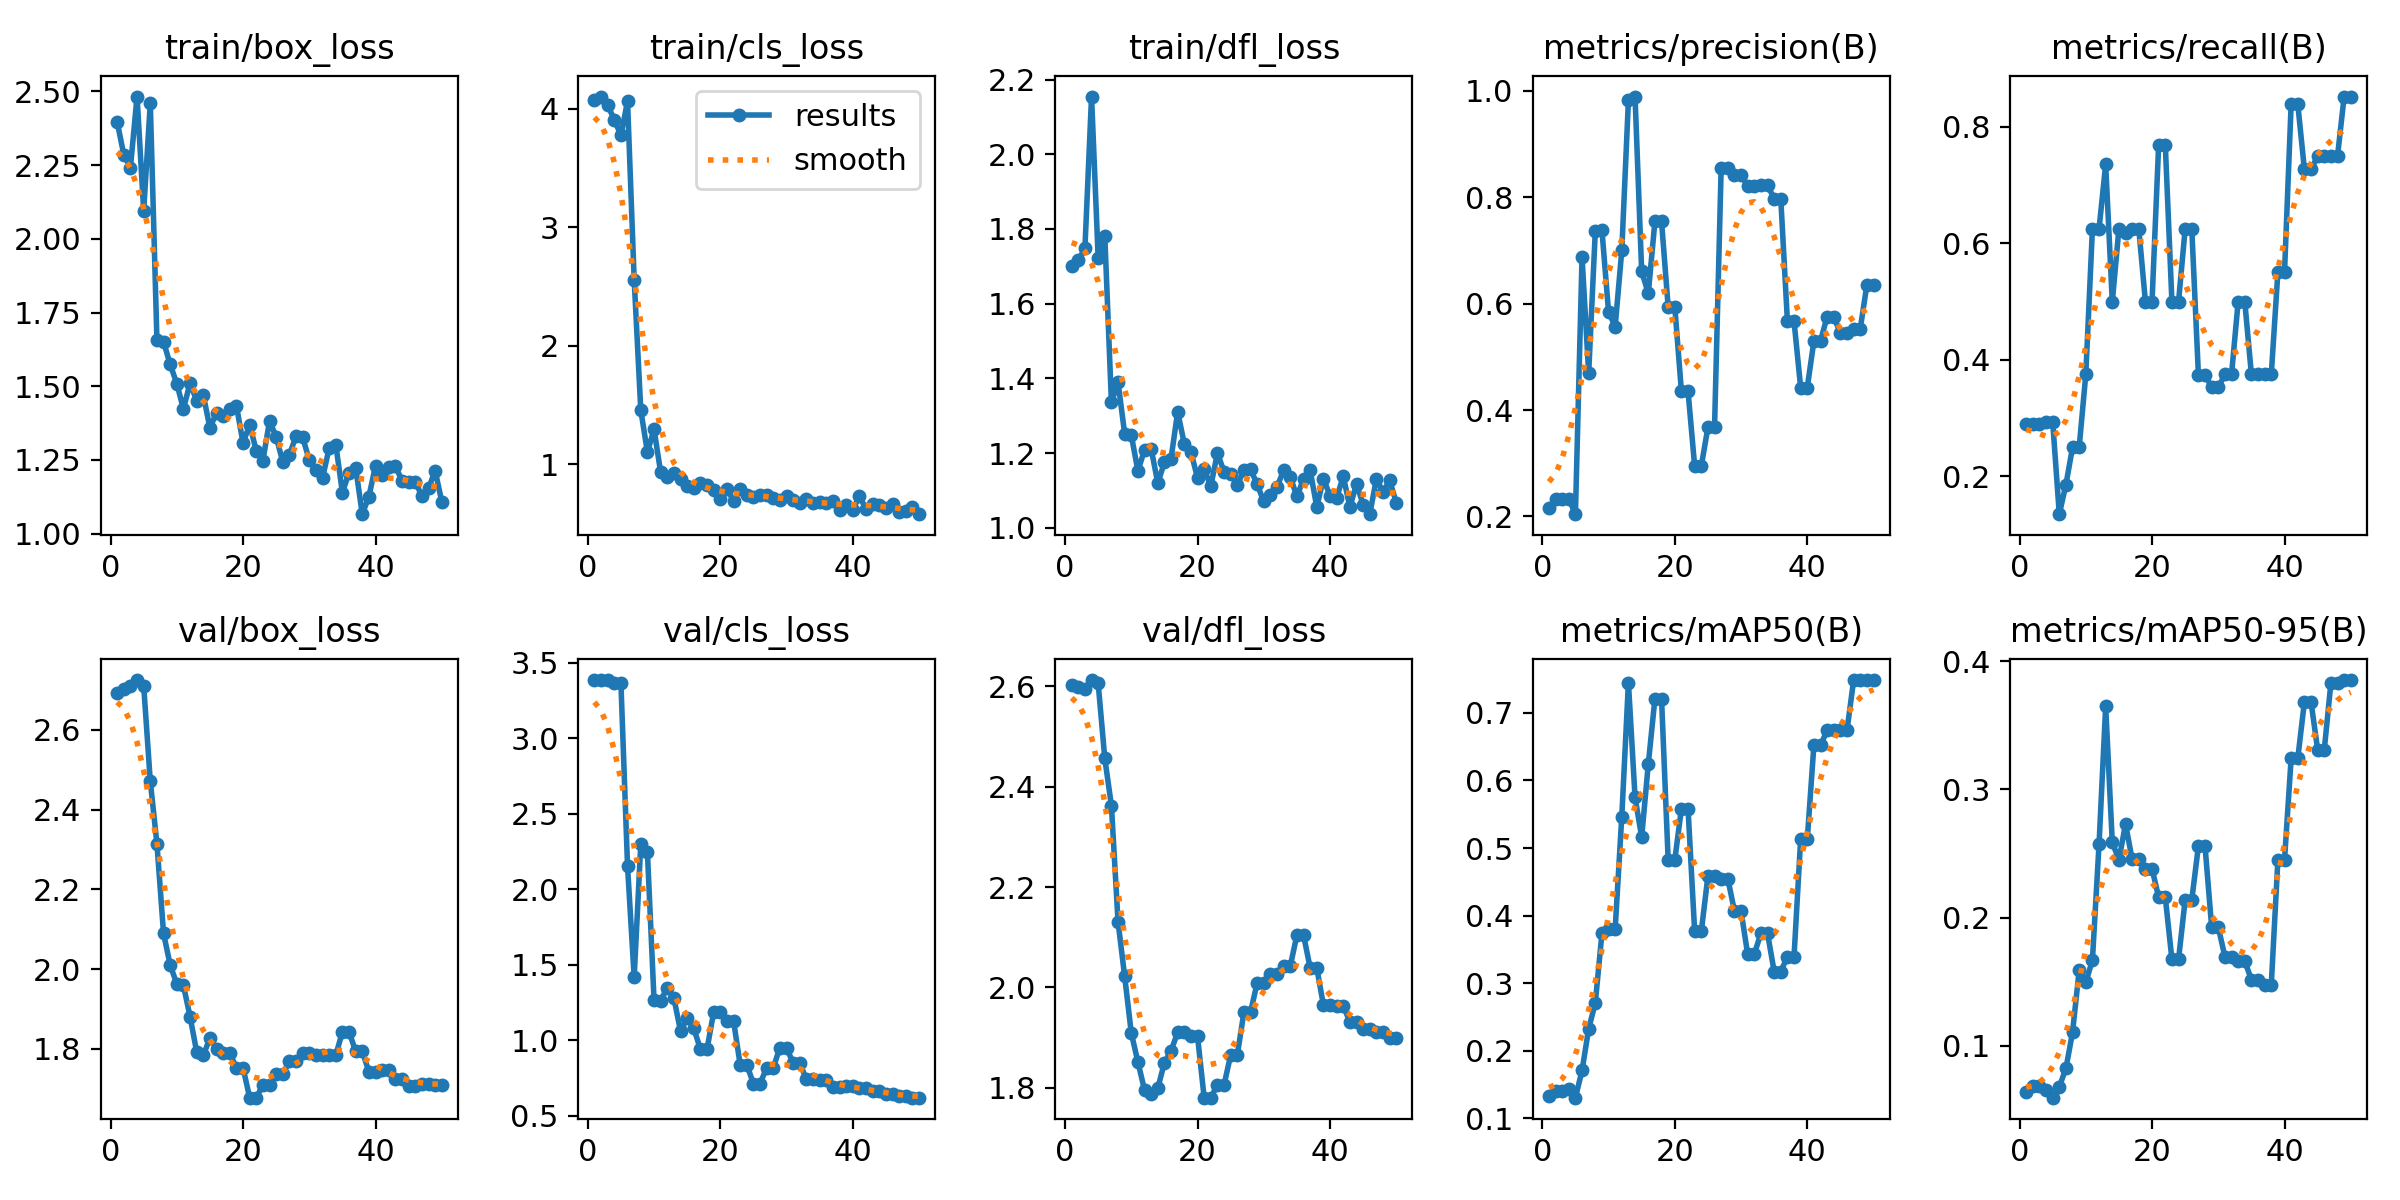 train/box_loss
2.50
2.25
2.00
1.75
1.50
1.25
1.00
0 20 40
train/cls_loss
results
smooth
4
3
2
1
0 20 40
train/dfl_loss
2.2
2.0
1.8
1.6
1.4
1.2
1.0
0 20 40
metrics/precision(B)
1.0
0.8
0.6
0.4
0.2
0 20 40
metrics/recall(B)
0.8
0.6
0.4
0.2
0 20 40
val/box_loss
2.6
2.4
2.2
2.0
1.8
0 20 40
val/cls_loss
3.5
3.0
2.5
2.0
1.5
1.0
0.5
0 20 40
val/dfl_loss
2.6
2.4
2.2
2.0
1.8
0 20 40
metrics/mAP50(B)
0.7
0.6
0.5
0.4
0.3
0.2
0.1
0 20 40
metrics/mAP50-95(B)
0.4
0.3
0.2
0.1
0 20 40